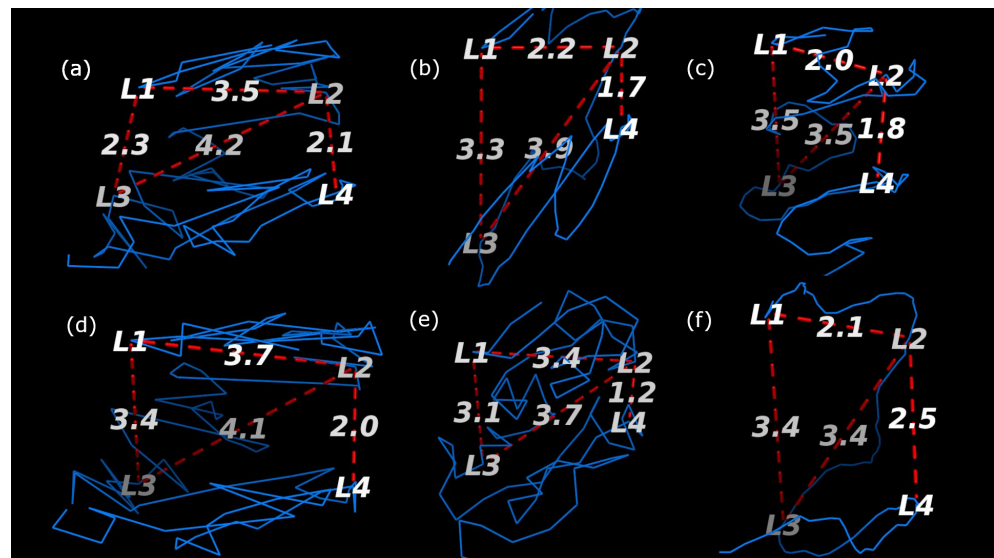 (a)
L1 3.5 L2
2.3 4.2 2.1
L3 L4
(b)
L1 2.2 L2
1.7
L4
3.3 3.9
L3
(c)
L1 2.0 L2
3.5 3.5 1.8
L3 L4
(d)
L1 3.7 L2
3.4 4.1 2.0
L3 L4
(e)
L1 3.4 L2
3.1 3.7 1.2
L4
L3
(f)
L1 2.1 L2
3.4 3.4 2.5
L3 L4